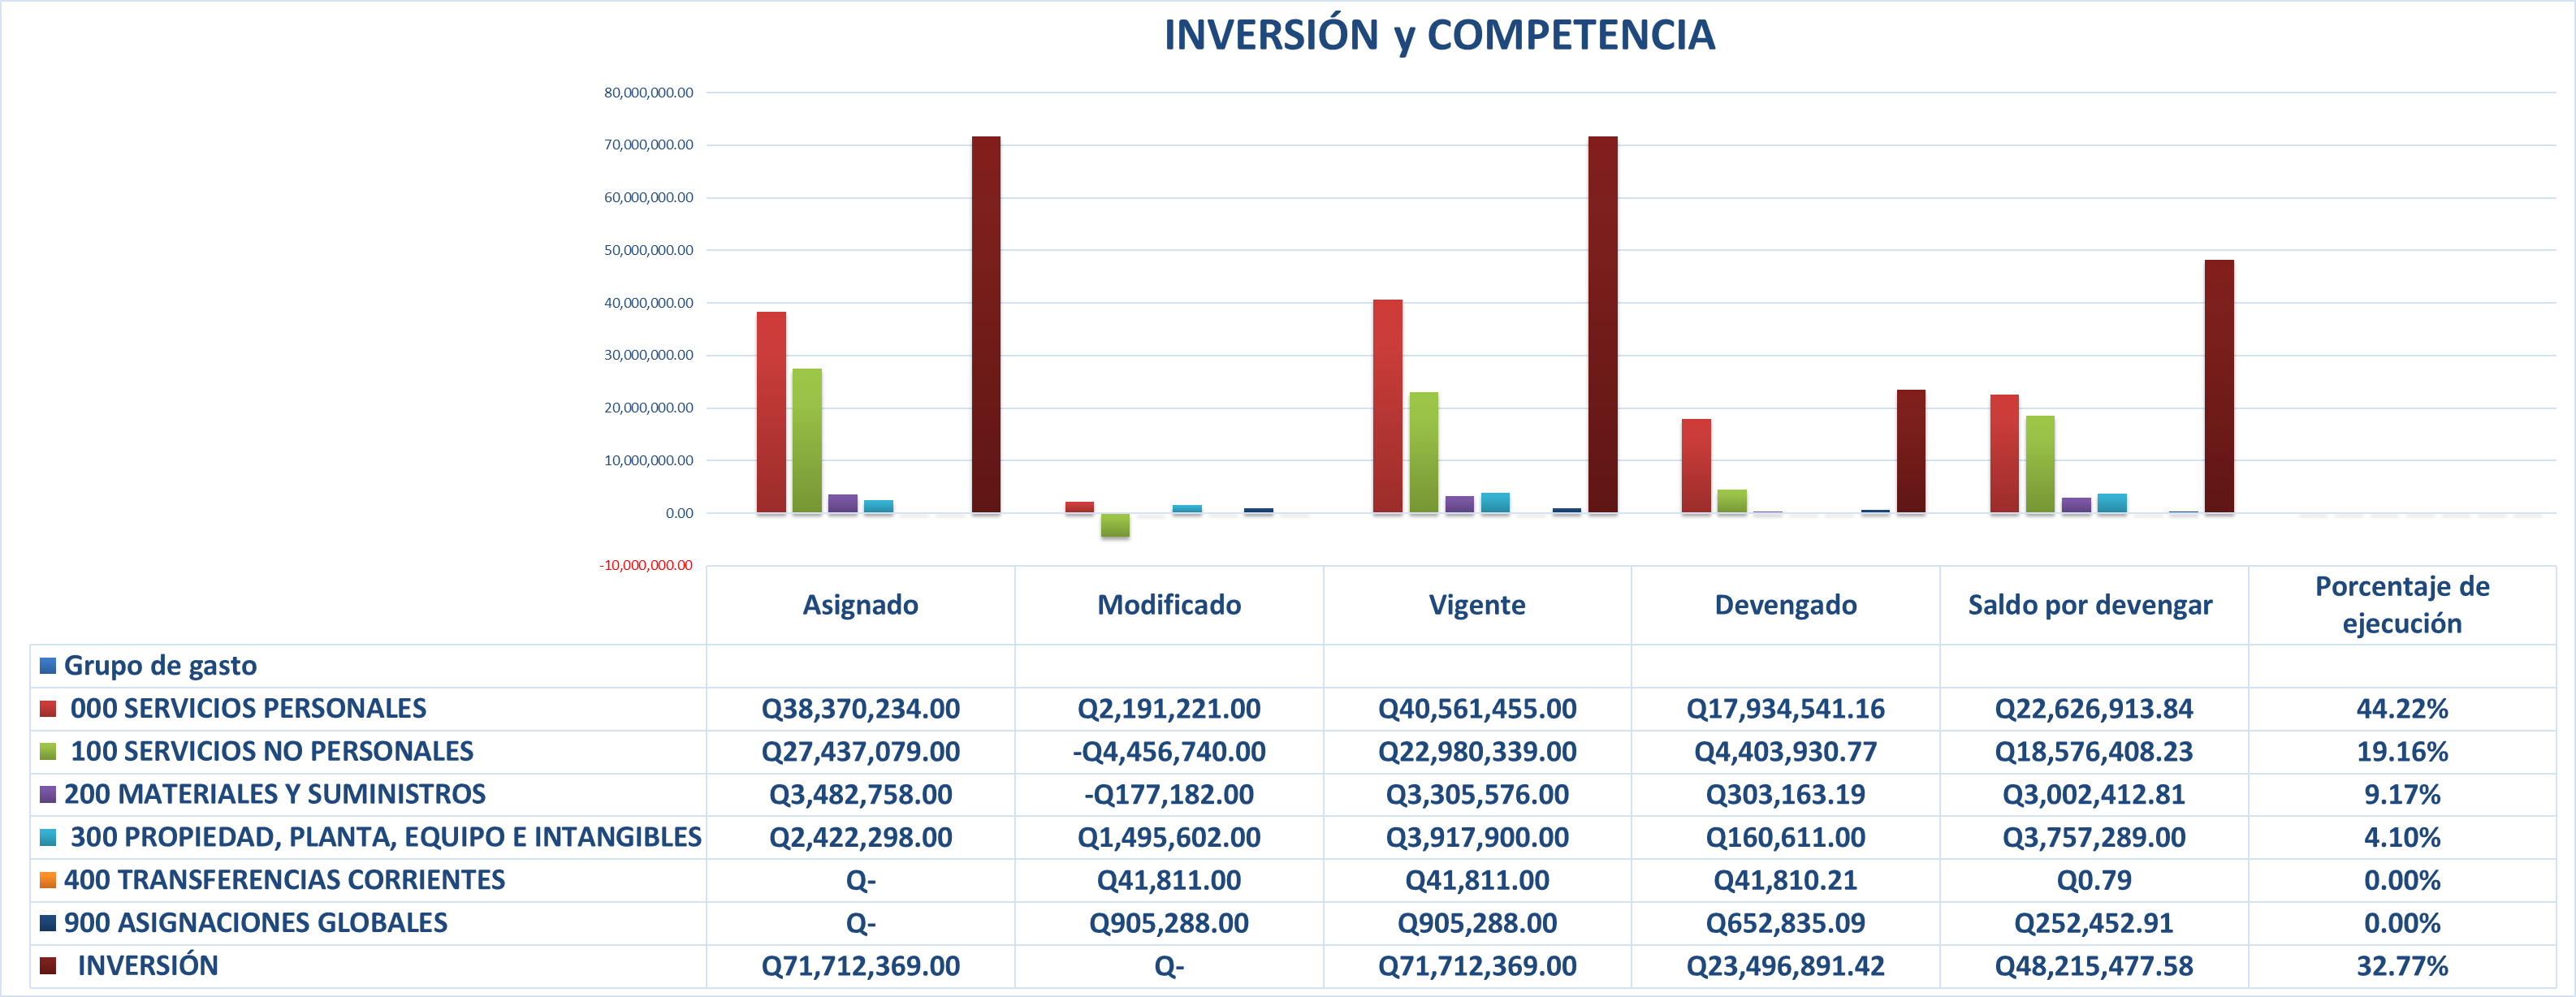 INVERSIÓN y COMPETENCIA
80,000,000.00
70,000,000.00
60,000,000.00
50,000,000.00
40,000,000.00
30,000,000.00
20,000,000.00
10,000,000.00
0.00
-10,000,000.00
Asignado Modificado Vigente Devengado Saldo por devengar Porcentaje de
ejecución
Grupo de gasto
000 SERVICIOS PERSONALES Q38,370,234.00 Q2,191,221.00 Q40,561,455.00 Q17,934,541.16 Q22,626,913.84 44.22%
100 SERVICIOS NO PERSONALES Q27,437,079.00 -Q4,456,740.00 Q22,980,339.00 Q4,403,930.77 Q18,576,408.23 19.16%
200 MATERIALES Y SUMINISTROS Q3,482,758.00 -Q177,182.00 Q3,305,576.00 Q303,163.19 Q3,002,412.81 9.17%
300 PROPIEDAD, PLANTA, EQUIPO E INTANGIBLES Q2,422,298.00 Q1,495,602.00 Q3,917,900.00 Q160,611.00 Q3,757,289.00 4.10%
400 TRANSFERENCIAS CORRIENTES Q- Q41,811.00 Q41,811.00 Q41,810.21 Q0.79 0.00%
900 ASIGNACIONES GLOBALES Q- Q905,288.00 Q905,288.00 Q652,835.09 Q252,452.91 0.00%
INVERSIÓN Q71,712,369.00 Q- Q71,712,369.00 Q23,496,891.42 Q48,215,477.58 32.77%